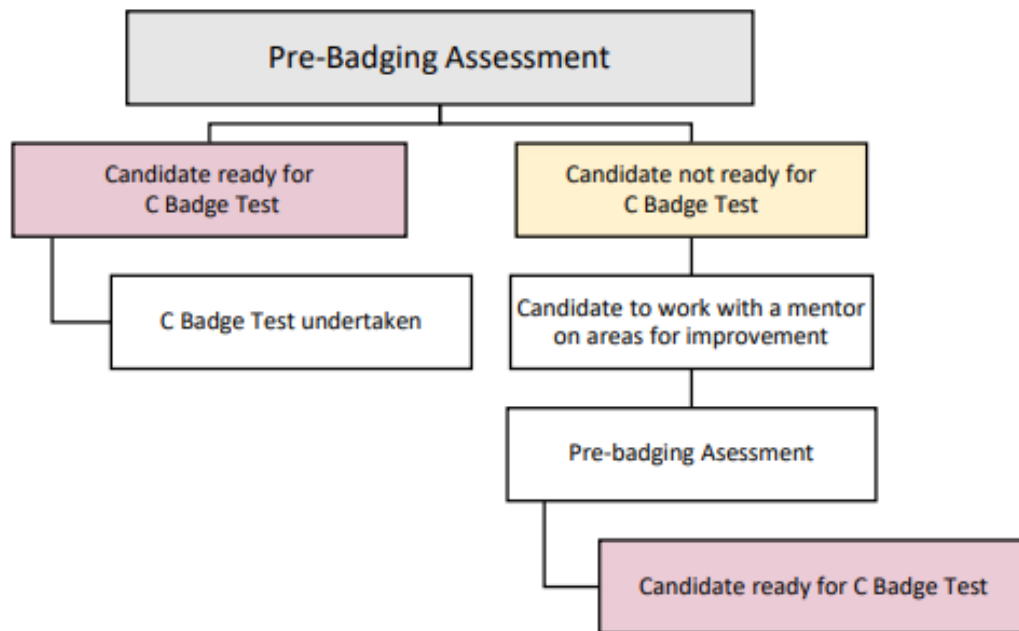 Pre-Badging Assessment
Candidate ready for
C Badge Test
Candidate not ready for
C Badge Test
C Badge Test undertaken
Candidate to work with a mentor
on areas for improvement
Pre-badging Asessment
Candidate ready for C Badge Test